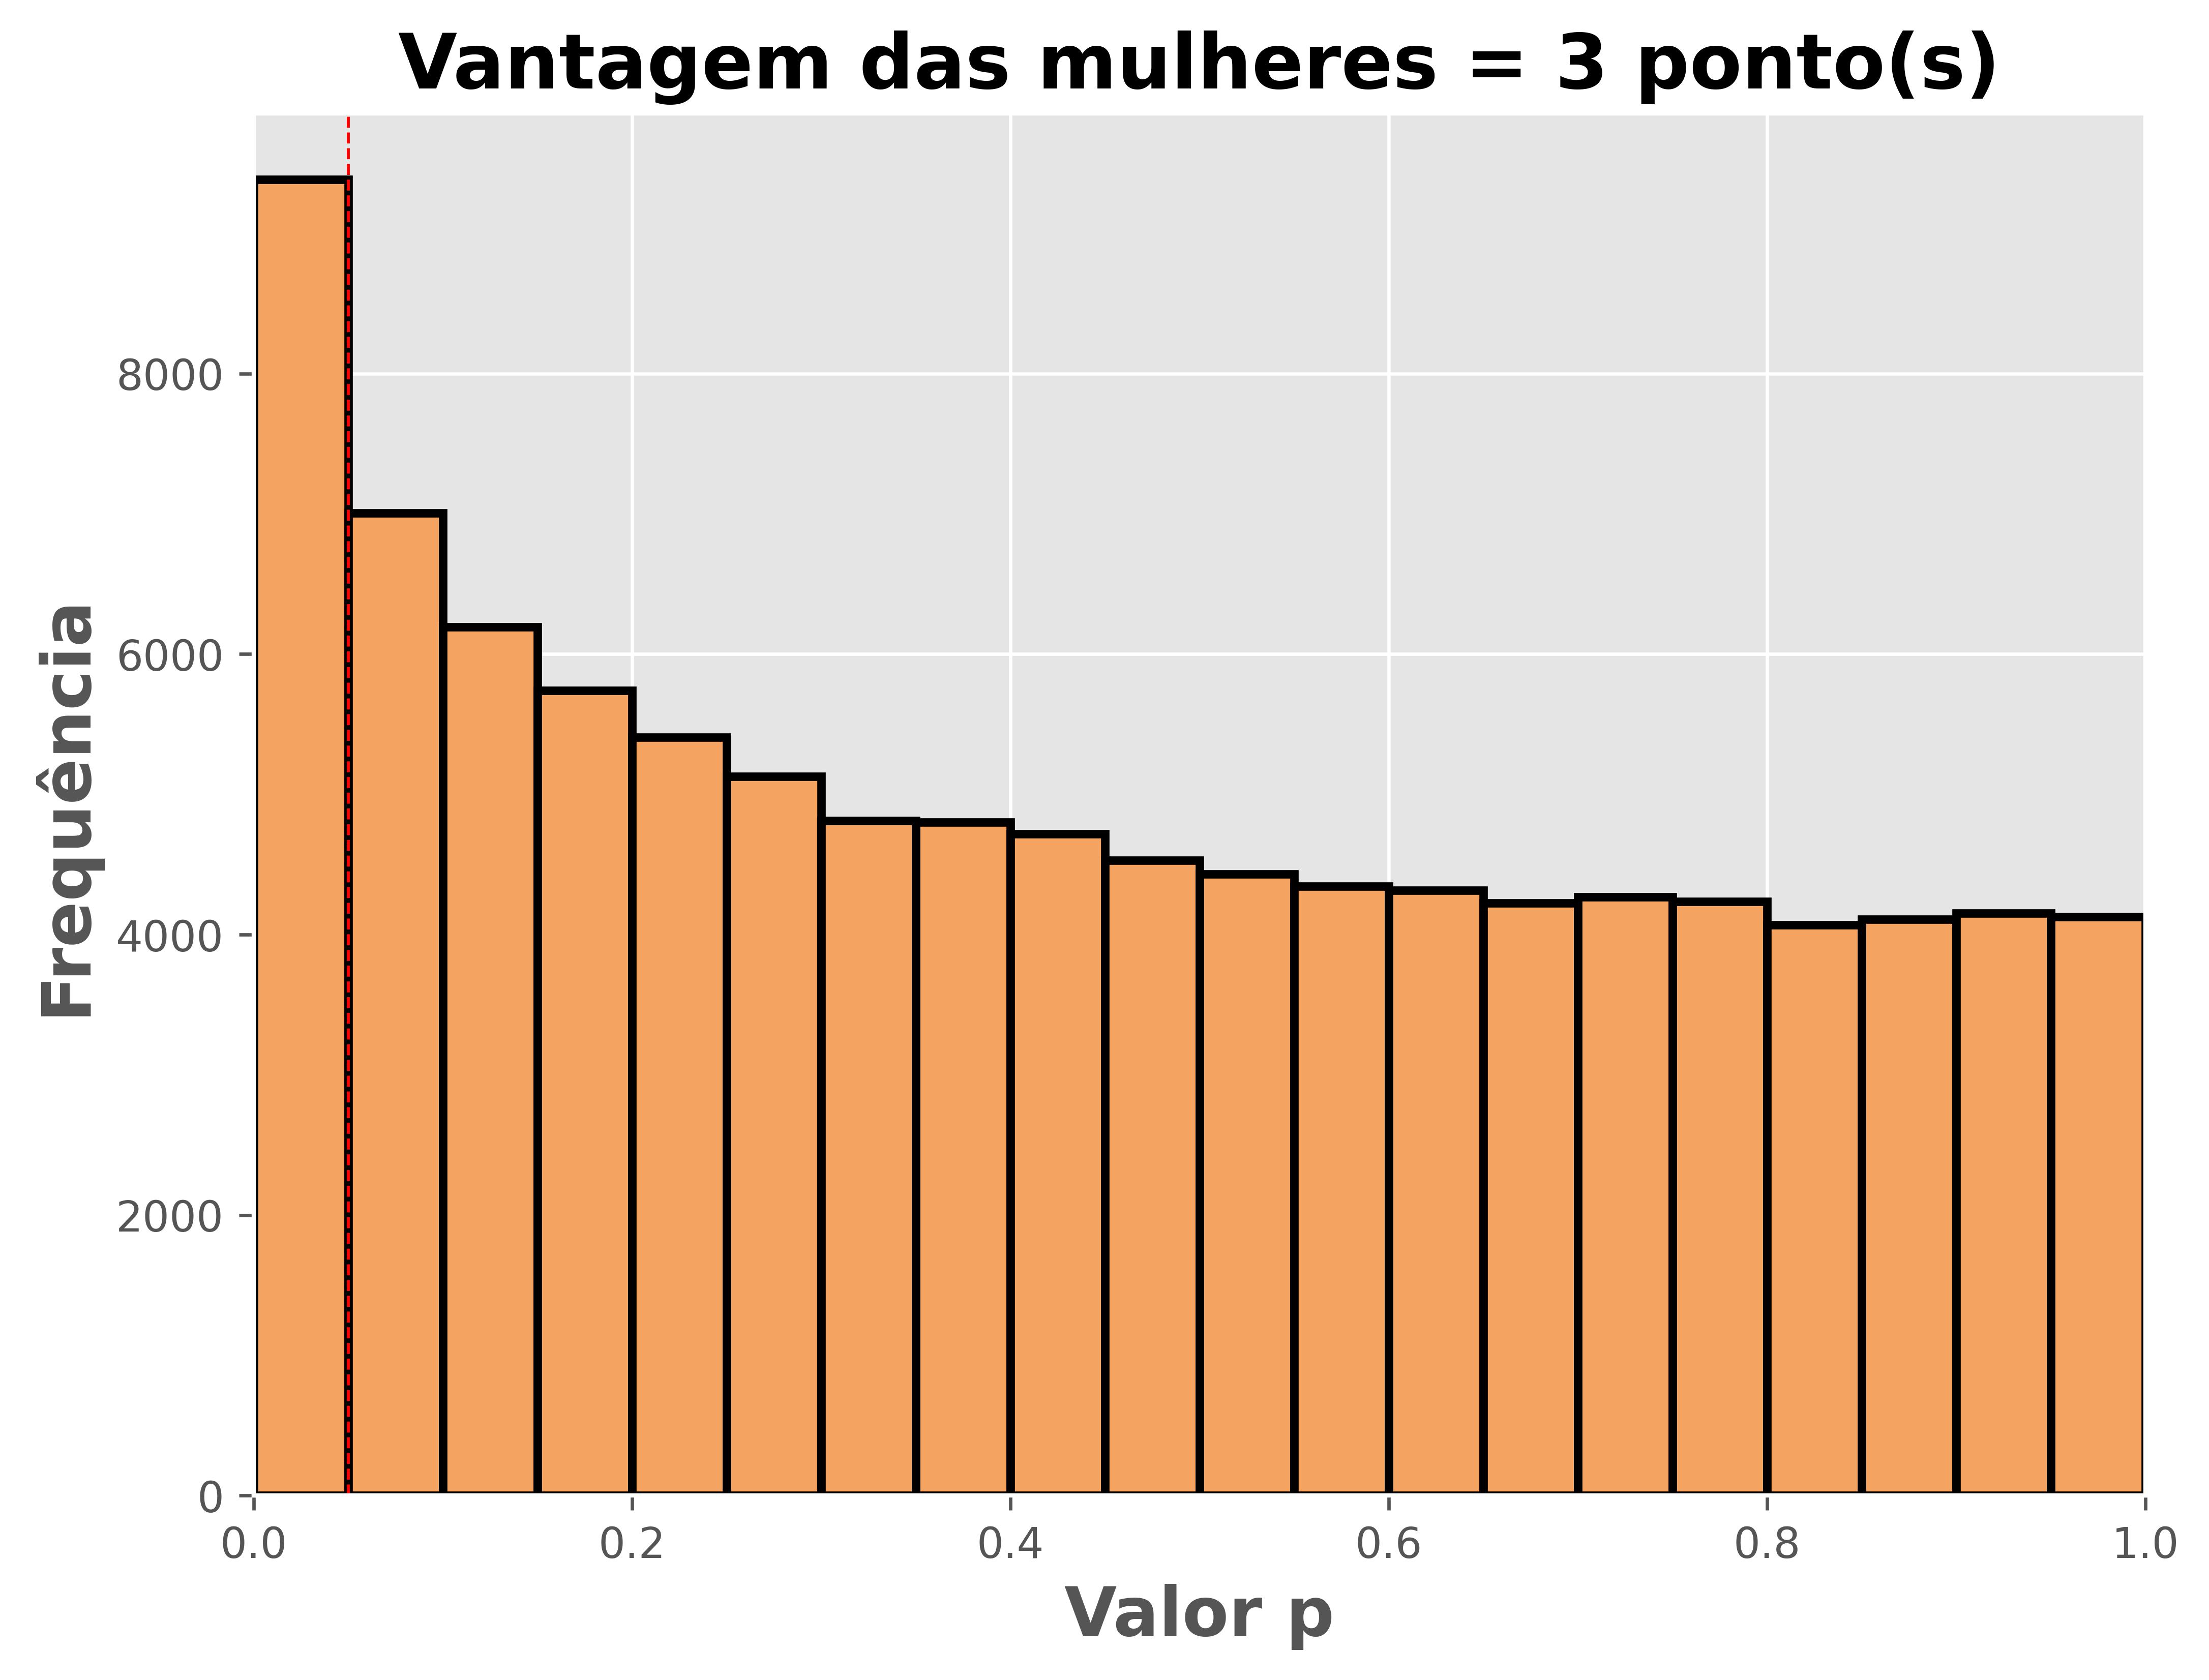 Vantagem das mulheres = 3 ponto(s)
Frequência
8000
6000
4000
2000
0
0.0 0.2 0.4 0.6 0.8 1.0
Valor p